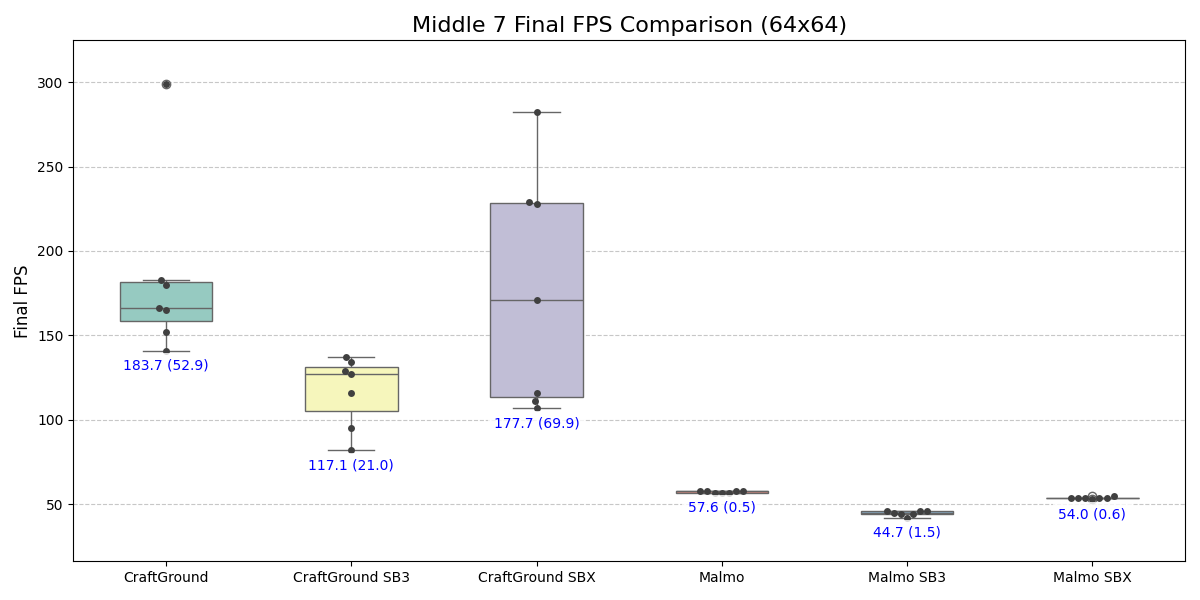 Middle 7 Final FPS Comparison (64x64)
Final FPS
300
250
200
150
100
50
183.7 (52.9)
117.1 (21.0)
177.7 (69.9)
57.6 (0.5)
44.7 (1.5)
54.0 (0.6)
CraftGround
CraftGround SB3
CraftGround SBX
Malmo
Malmo SB3
Malmo SBX